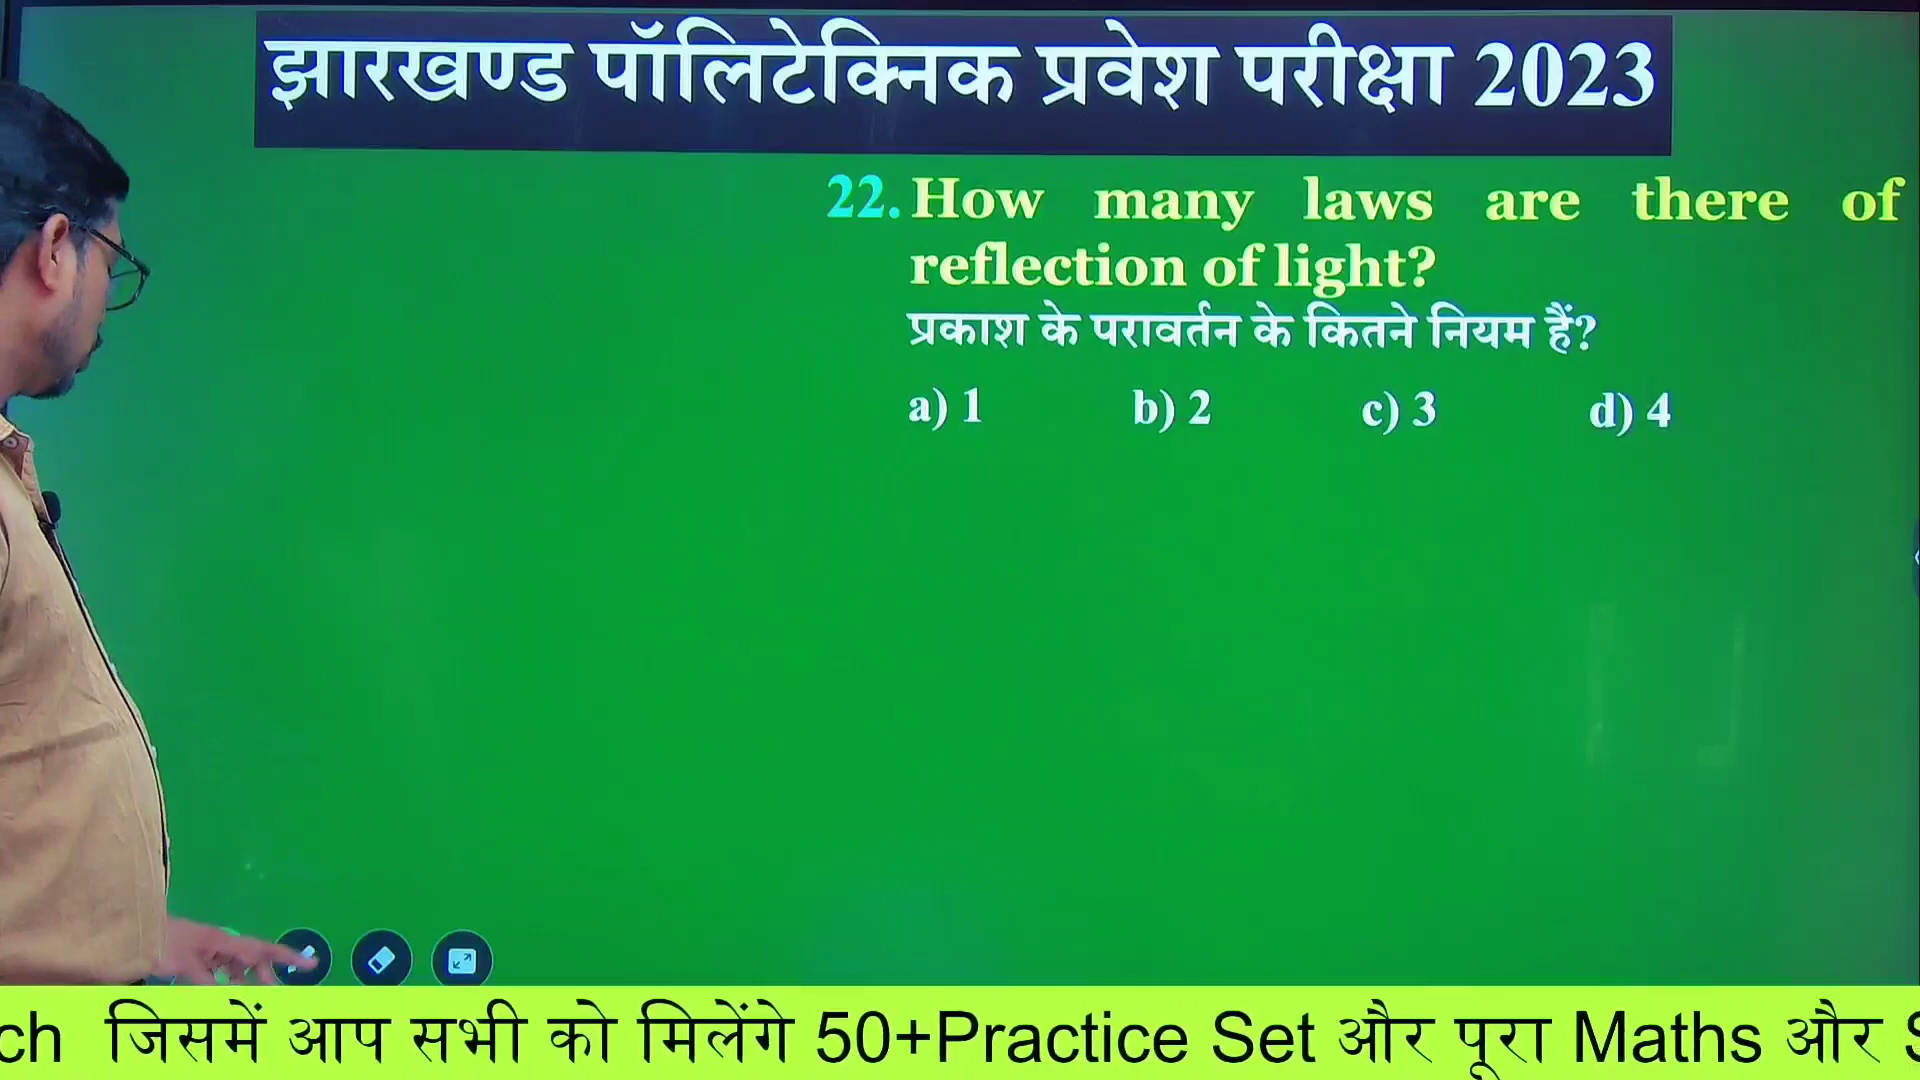 झारखण्ड पॉलिटेक्निक प्रवेश परीक्षा 2023
22. How many laws are there of
reflection of light?
प्रकाश के परावर्तन के कितने नियम हैं?
a) 1 b) 2 c) 3 d) 4
जिसमें आप सभी को मिलेंगे 50+Practice Set और पूरा Maths और